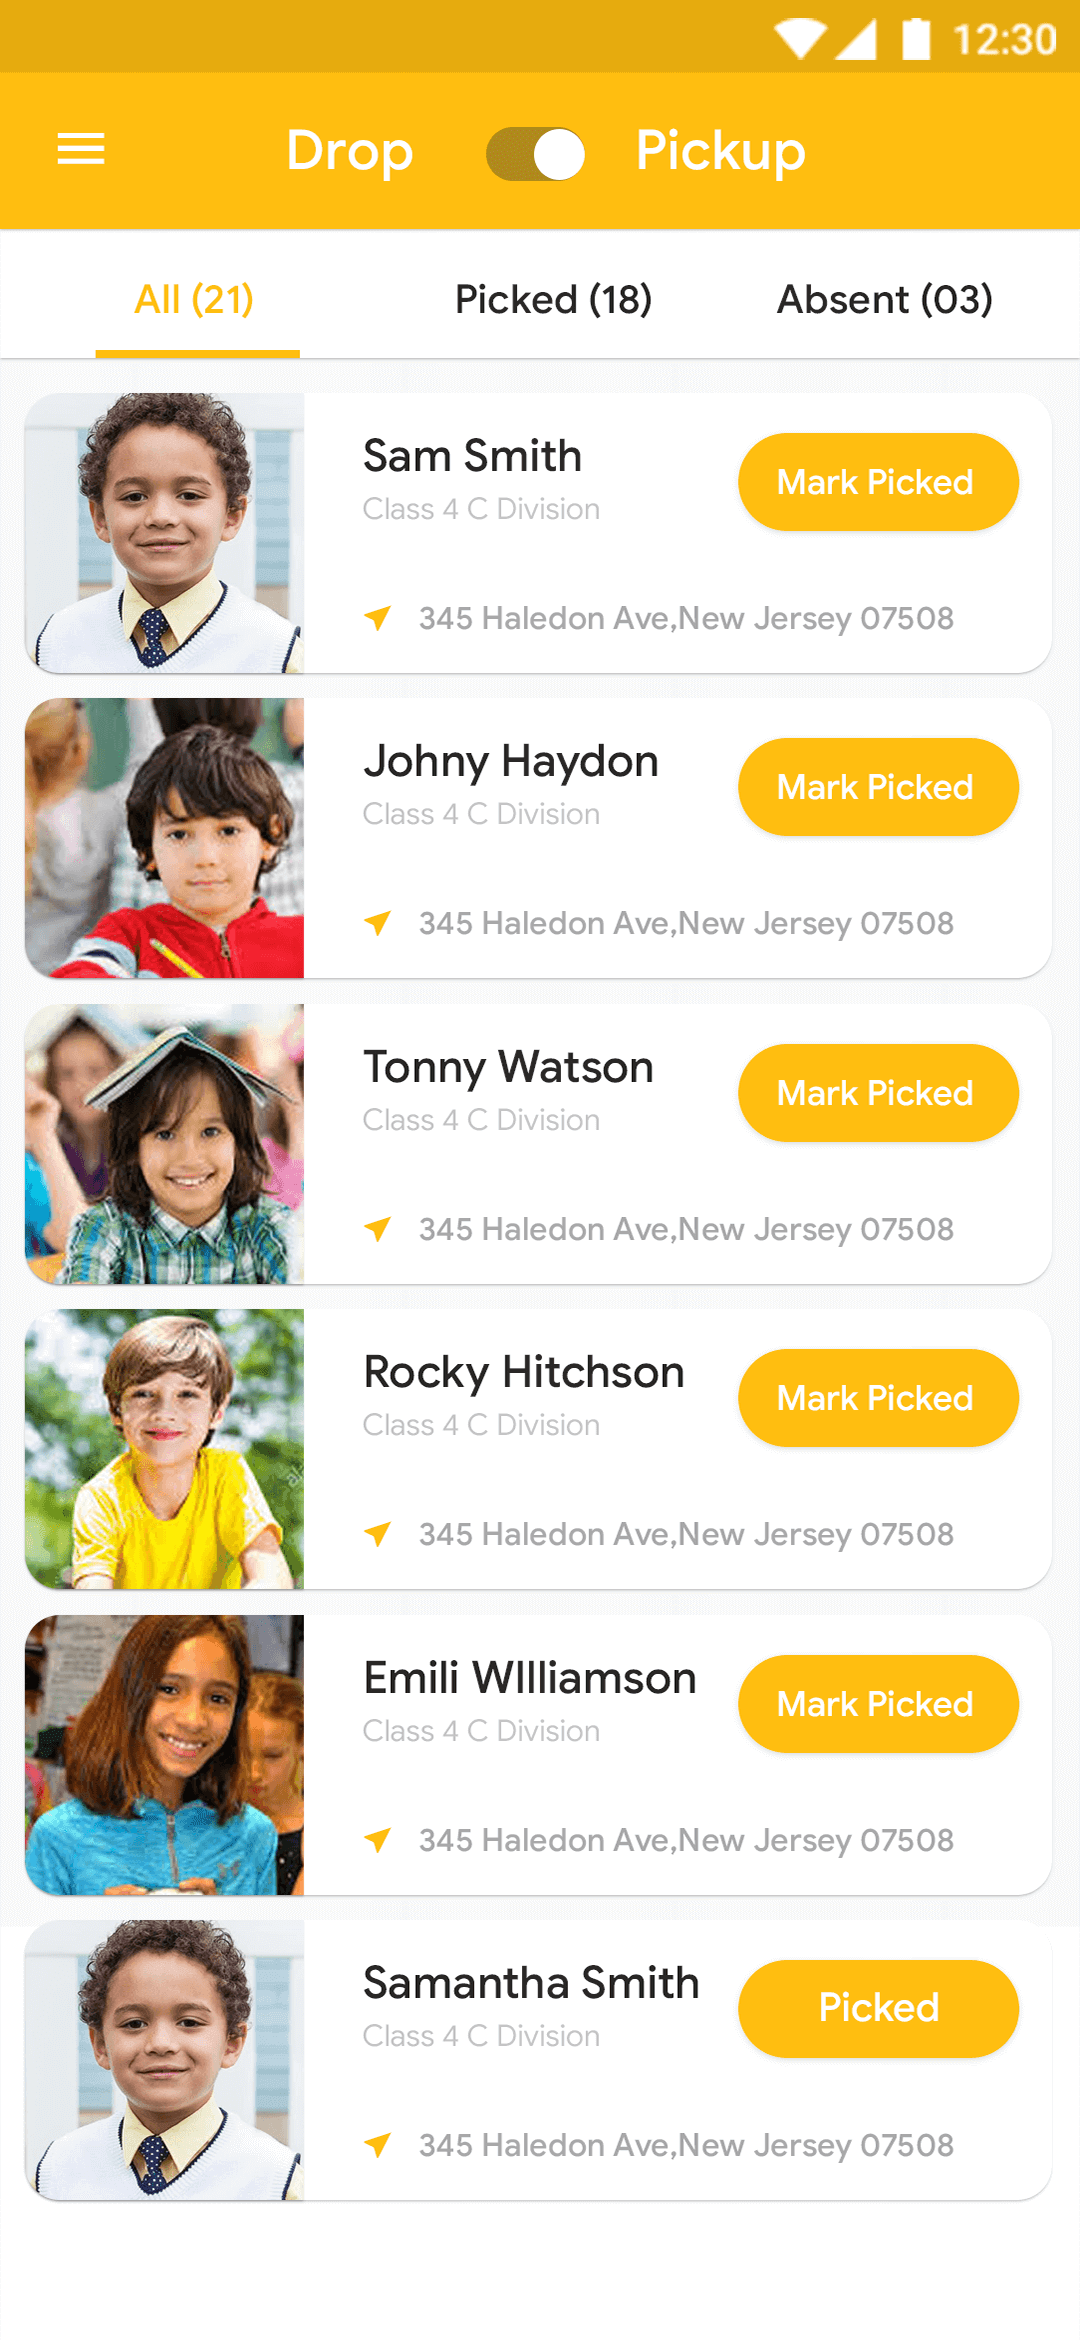 12:30
Drop Pickup
All (21) Picked (18) Absent (03)
Sam Smith
Mark Picked
Class 4 C Division
345 Haledon Ave,New Jersey 07508
Johny Haydon
Mark Picked
Class 4 C Division
345 Haledon Ave,New Jersey 07508
Tonny Watson
Mark Picked
Class 4 C Division
345 Haledon Ave,New Jersey 07508
Rocky Hitchson
Mark Picked
Class 4 C Division
345 Haledon Ave,New Jersey 07508
Emili WIlliamson
Mark Picked
Class 4 C Division
345 Haledon Ave,New Jersey 07508
Samantha Smith
Picked
Class 4 C Division
345 Haledon Ave,New Jersey 07508